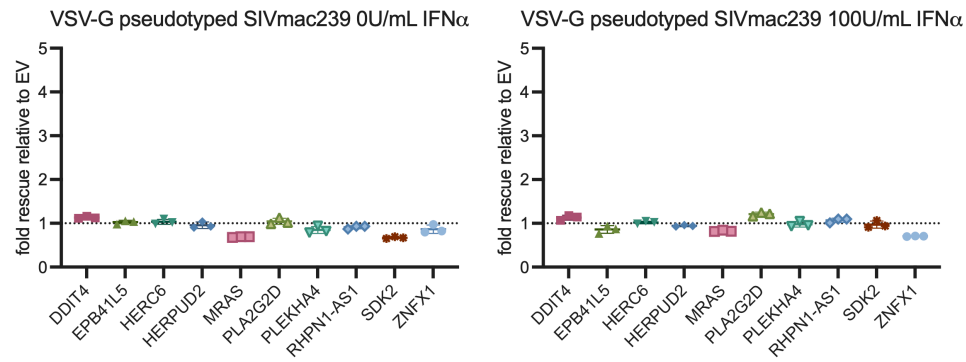 VSV-G pseudotyped SIVmac239 0U/mL IFNα
fold rescue relative to EV
5
4
3
2
1
0
DDIT4
EPB41L5
HERC6
HERPUD2
MRAS
PLA2G2D
PLEKHA4
RHPN1-AS1
SDK2
ZNFX1
VSV-G pseudotyped SIVmac239 100U/mL IFNα
fold rescue relative to EV
5
4
3
2
1
0
DDIT4
EPB41L5
HERC6
HERPUD2
MRAS
PLA2G2D
PLEKHA4
RHPN1-AS1
SDK2
ZNFX1